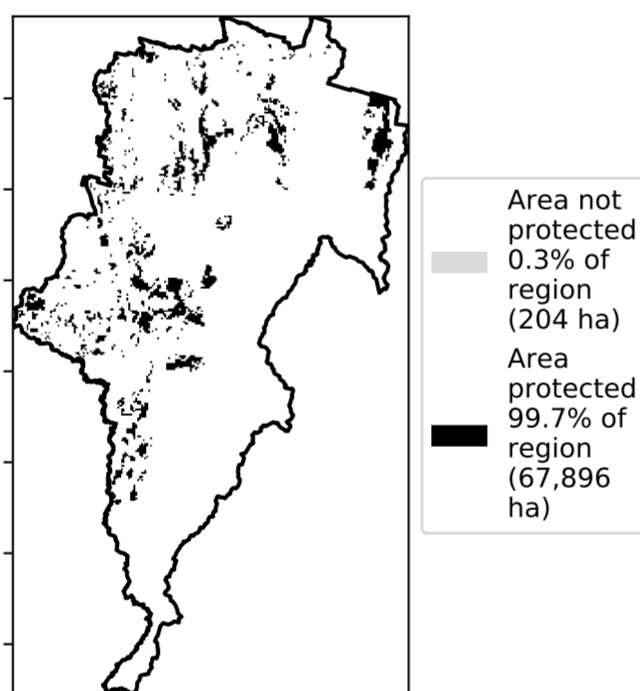 Area not
protected
0.3% of
region
(204 ha)
Area
protected
99.7% of
region
(67,896
ha)